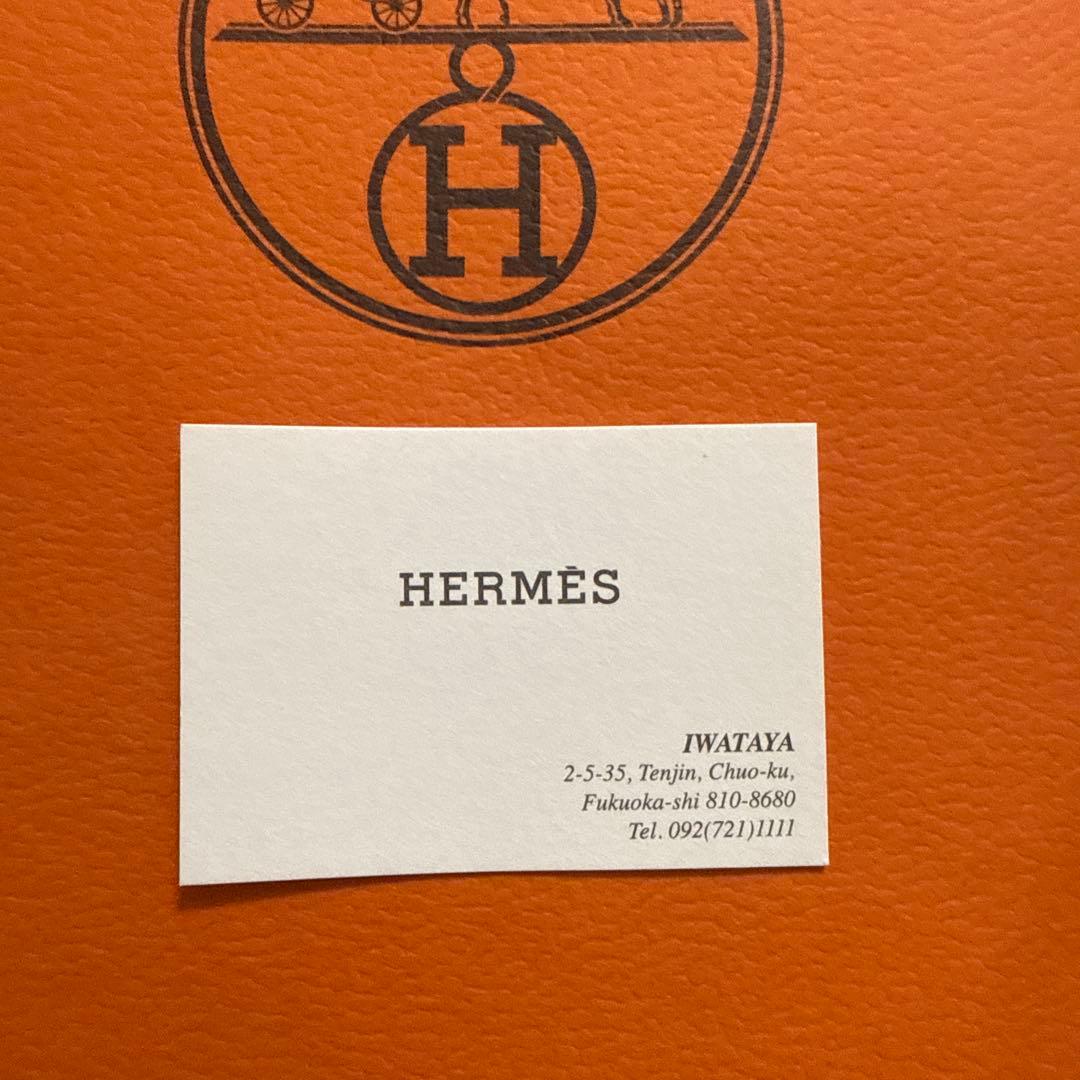 H
HERMÈS
IWATAYA
2-5-35, Tenjin, Chuo-ku,
Fukuoka-shi 810-8680
Tel. 092(721)1111